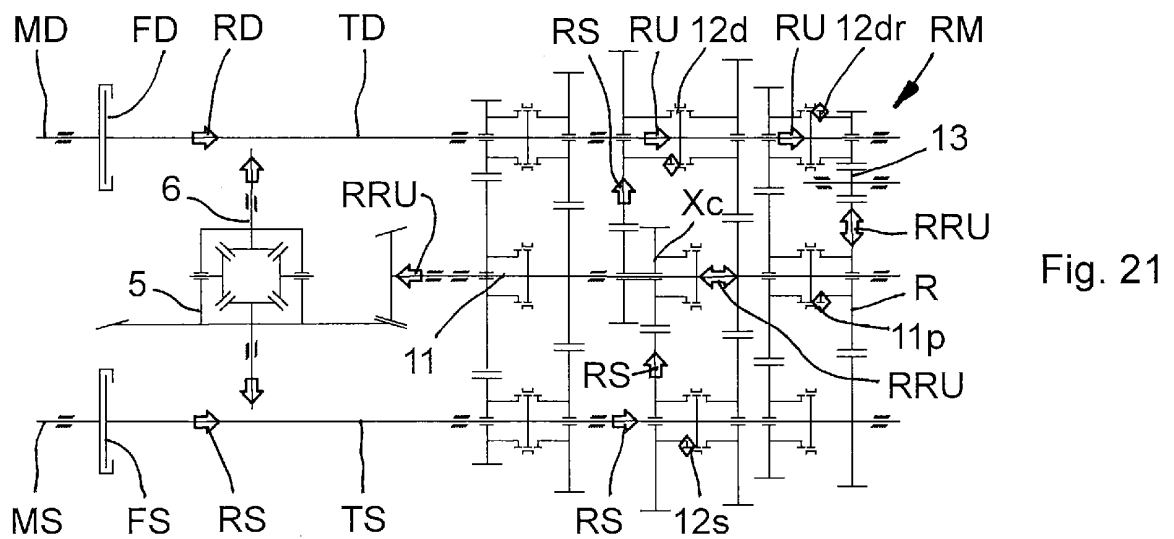 MD FD RD TD RS RU 12d RU 12dr RM
13
6 RRU Xc
RRU
Fig. 21
5 R
11 11p
RS RRU
MS FS RS TS RS 12s